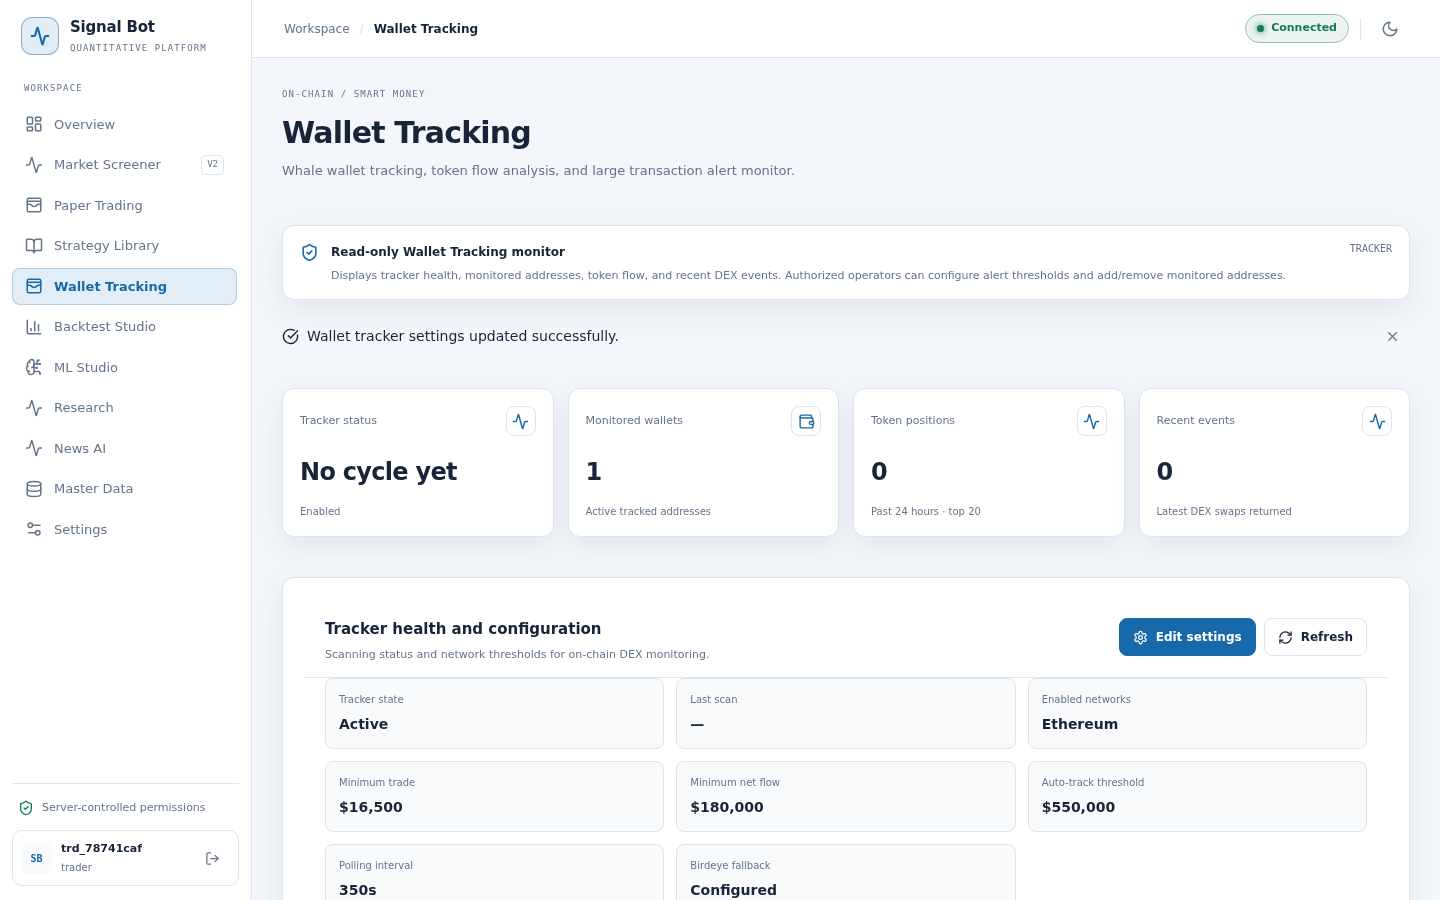 Signal Bot
QUANTITATIVE PLATFORM
WORKSPACE
Overview
Market Screener
V2
Paper Trading
Strategy Library
Wallet Tracking
Backtest Studio
ML Studio
Research
News AI
Master Data
Settings
Server-controlled permissions
SB
trd_78741caf
trader
Workspace / Wallet Tracking
Connected
ON-CHAIN / SMART MONEY
Wallet Tracking
Whale wallet tracking, token flow analysis, and large transaction alert monitor.
Read-only Wallet Tracking monitor
TRACKER
Displays tracker health, monitored addresses, token flow, and recent DEX events. Authorized operators can configure alert thresholds and add/remove monitored addresses.
Wallet tracker settings updated successfully.
Tracker status
No cycle yet
Enabled
Monitored wallets
1
Active tracked addresses
Token positions
0
Past 24 hours · top 20
Recent events
0
Latest DEX swaps returned
Tracker health and configuration
Scanning status and network thresholds for on-chain DEX monitoring.
Edit settings
Refresh
Tracker state
Active
Last scan
—
Enabled networks
Ethereum
Minimum trade
$16,500
Minimum net flow
$180,000
Auto-track threshold
$550,000
Polling interval
350s
Birdeye fallback
Configured